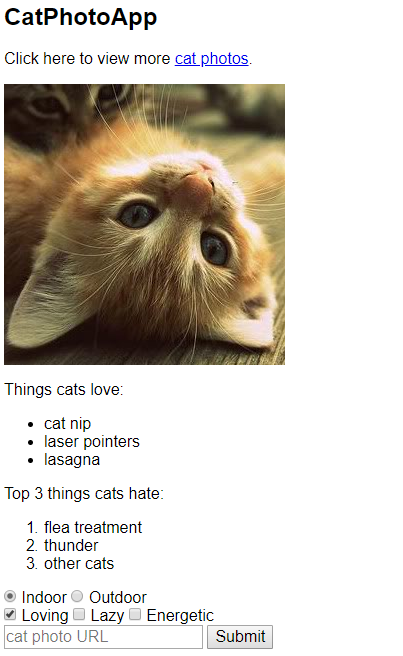 CatPhotoApp
Click here to view more cat photos.
Things cats love:
cat nip
laser pointers
lasagna
Top 3 things cats hate:
1. flea treatment
2. thunder
3. other cats
Indoor Outdoor
Loving Lazy Energetic
cat photo URL Submit